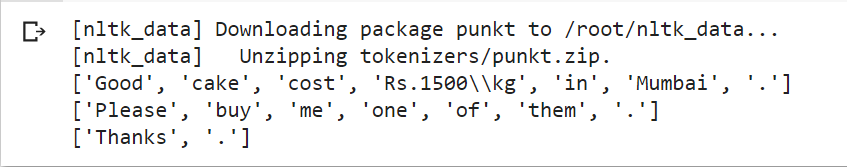 [nltk_data] Downloading package punkt to /root/nltk_data...
[nltk_data]   Unzipping tokenizers/punkt.zip.
['Good', 'cake', 'cost', 'Rs.1500\\kg', 'in', 'Mumbai', '.']
['Please', 'buy', 'me', 'one', 'of', 'them', '.']
['Thanks', '.']